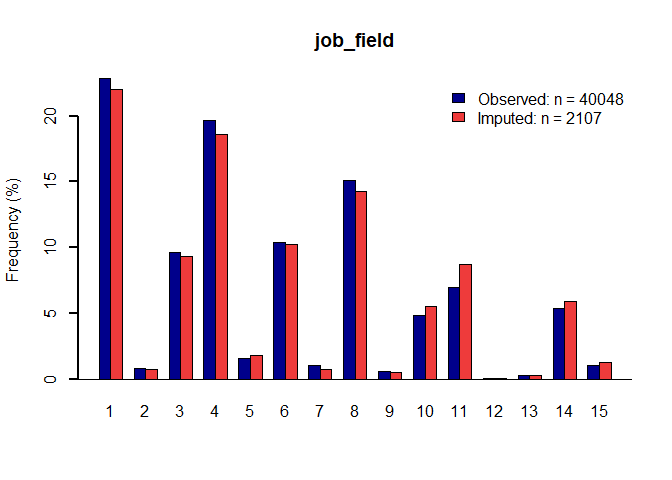 job_field
Observed: n = 40048
Imputed: n = 2107
Frequency (%)
20
15
10
5
0
1 2 3 4 5 6 7 8 9 10 11 12 13 14 15